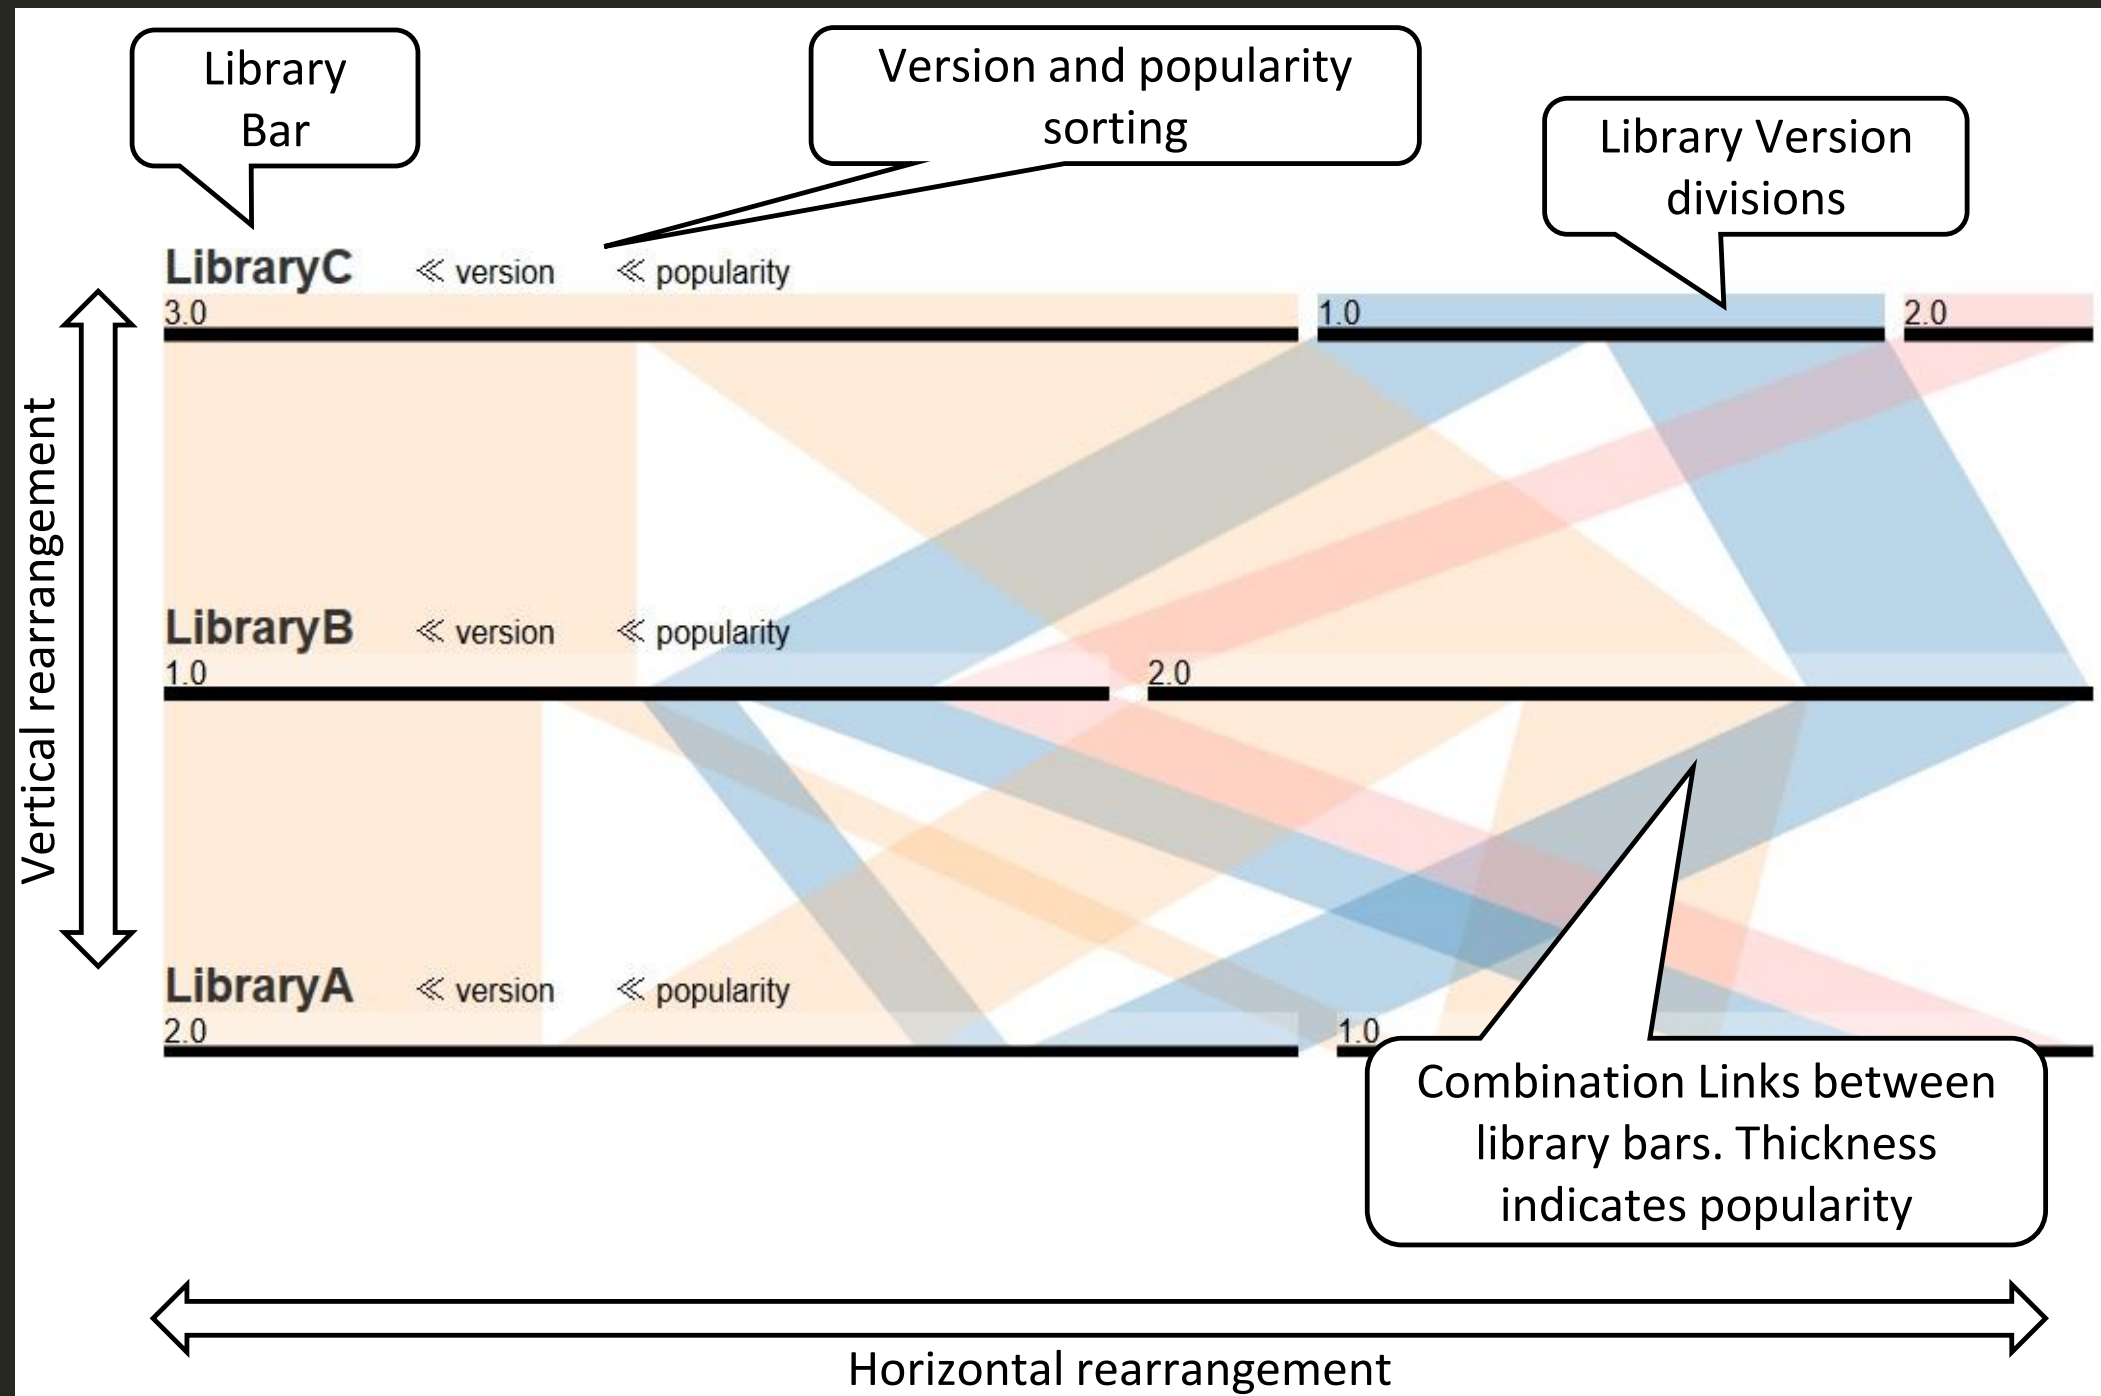 Library
Bar
Version and popularity
sorting
Library Version
divisions
LibraryC ≪ version ≪ popularity
3.0 1.0 2.0
Vertical rearrangement
LibraryB ≪ version ≪ popularity
1.0 2.0
LibraryA ≪ version ≪ popularity
2.0 1.0
Combination Links between
library bars. Thickness
indicates popularity
Horizontal rearrangement